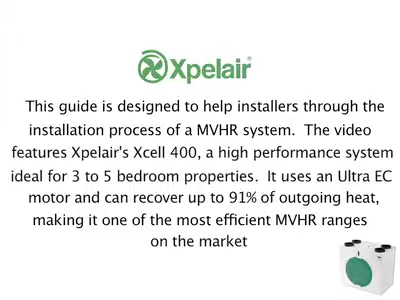 Xpelair®
This guide is designed to help installers through the
installation process of a MVHR system. The video
features Xpelair's Xcell 400, a high performance system
ideal for 3 to 5 bedroom properties. It uses an Ultra EC
motor and can recover up to 91% of outgoing heat,
making it one of the most efficient MVHR ranges
on the market